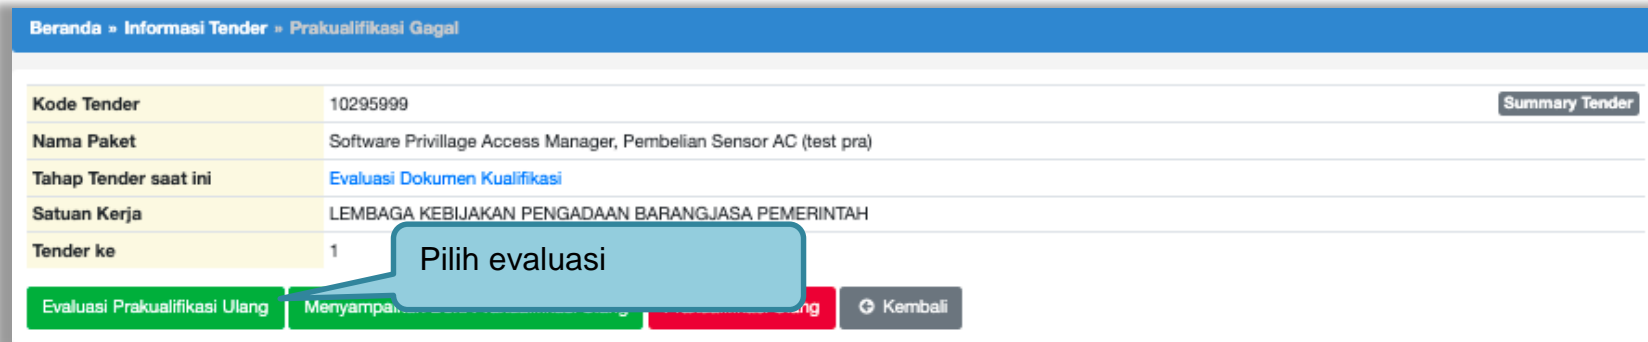 Beranda » Informasi Tender » Prakualifikasi Gagal
Kode Tender 10295999 Summary Tender
Nama Paket Software Privillage Access Manager, Pembelian Sensor AC (test pra)
Tahap Tender saat ini Evaluasi Dokumen Kualifikasi
Satuan Kerja LEMBAGA KEBIJAKAN PENGADAAN BARANGJASA PEMERINTAH
Tender ke 1
Pilih evaluasi
Evaluasi Prakualifikasi Ulang Kembali